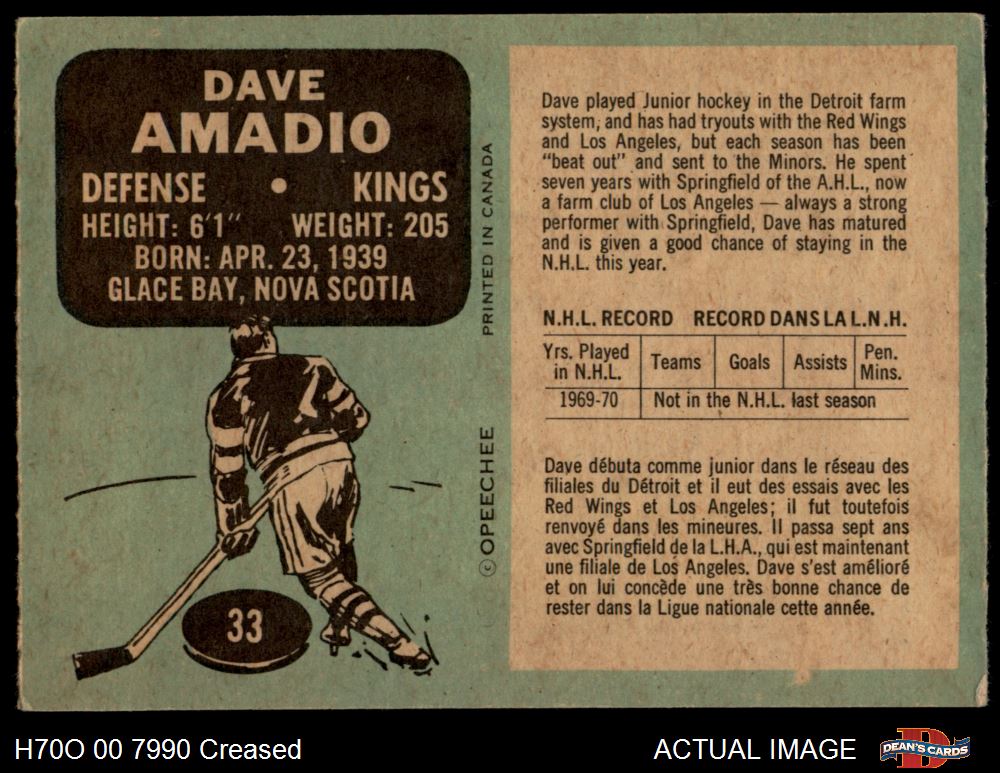 DAVE
AMADIO
DEFENSE • KINGS
HEIGHT: 6'1" WEIGHT: 205
BORN: APR. 23, 1939
GLACE BAY, NOVA SCOTIA
33
PRINTED IN CANADA
© OPEECHEE
Dave played Junior hockey in the Detroit farm
system, and has had tryouts with the Red Wings
and Los Angeles, but each season has been
"beat out" and sent to the Minors. He spent
seven years with Springfield of the A.H.L., now
a farm club of Los Angeles — always a strong
performer with Springfield, Dave has matured
and is given a good chance of staying in the
N.H.L. this year.
N.H.L. RECORD RECORD DANS LA L.N.H.
Yrs. Played Teams Goals Assists Pen.
in N.H.L. Mins.
1969-70 Not in the N.H.L. last season
Dave débuta comme junior dans le réseau des
filiales du Détroit et il eut des essais avec les
Red Wings et Los Angeles; il fut toutefois
renvoyé dans les mineures. Il passa sept ans
avec Springfield de la L.H.A., qui est maintenant
une filiale de Los Angeles. Dave s'est amélioré
et on lui concède une très bonne chance de
rester dans la Ligue nationale cette année.
H70O 00 7990 Creased ACTUAL IMAGE DEAN'S CARDS